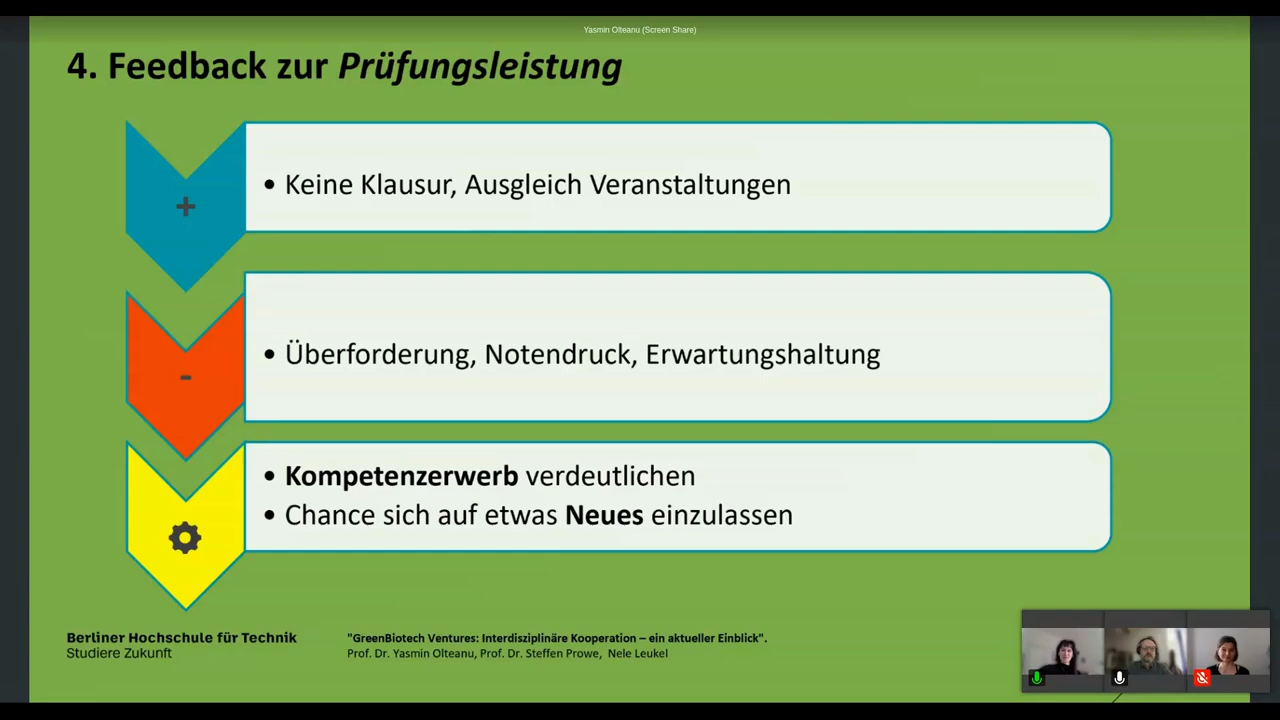 Yasmin Olteanu (Screen Share)
4. Feedback zur Prüfungsleistung
+
• Keine Klausur, Ausgleich Veranstaltungen
-
• Überforderung, Notendruck, Erwartungshaltung
• Kompetenzerwerb verdeutlichen
• Chance sich auf etwas Neues einzulassen
Berliner Hochschule für Technik
Studiere Zukunft
"GreenBiotech Ventures: Interdisziplinäre Kooperation – ein aktueller Einblick".
Prof. Dr. Yasmin Olteanu, Prof. Dr. Steffen Prowe, Nele Leukel